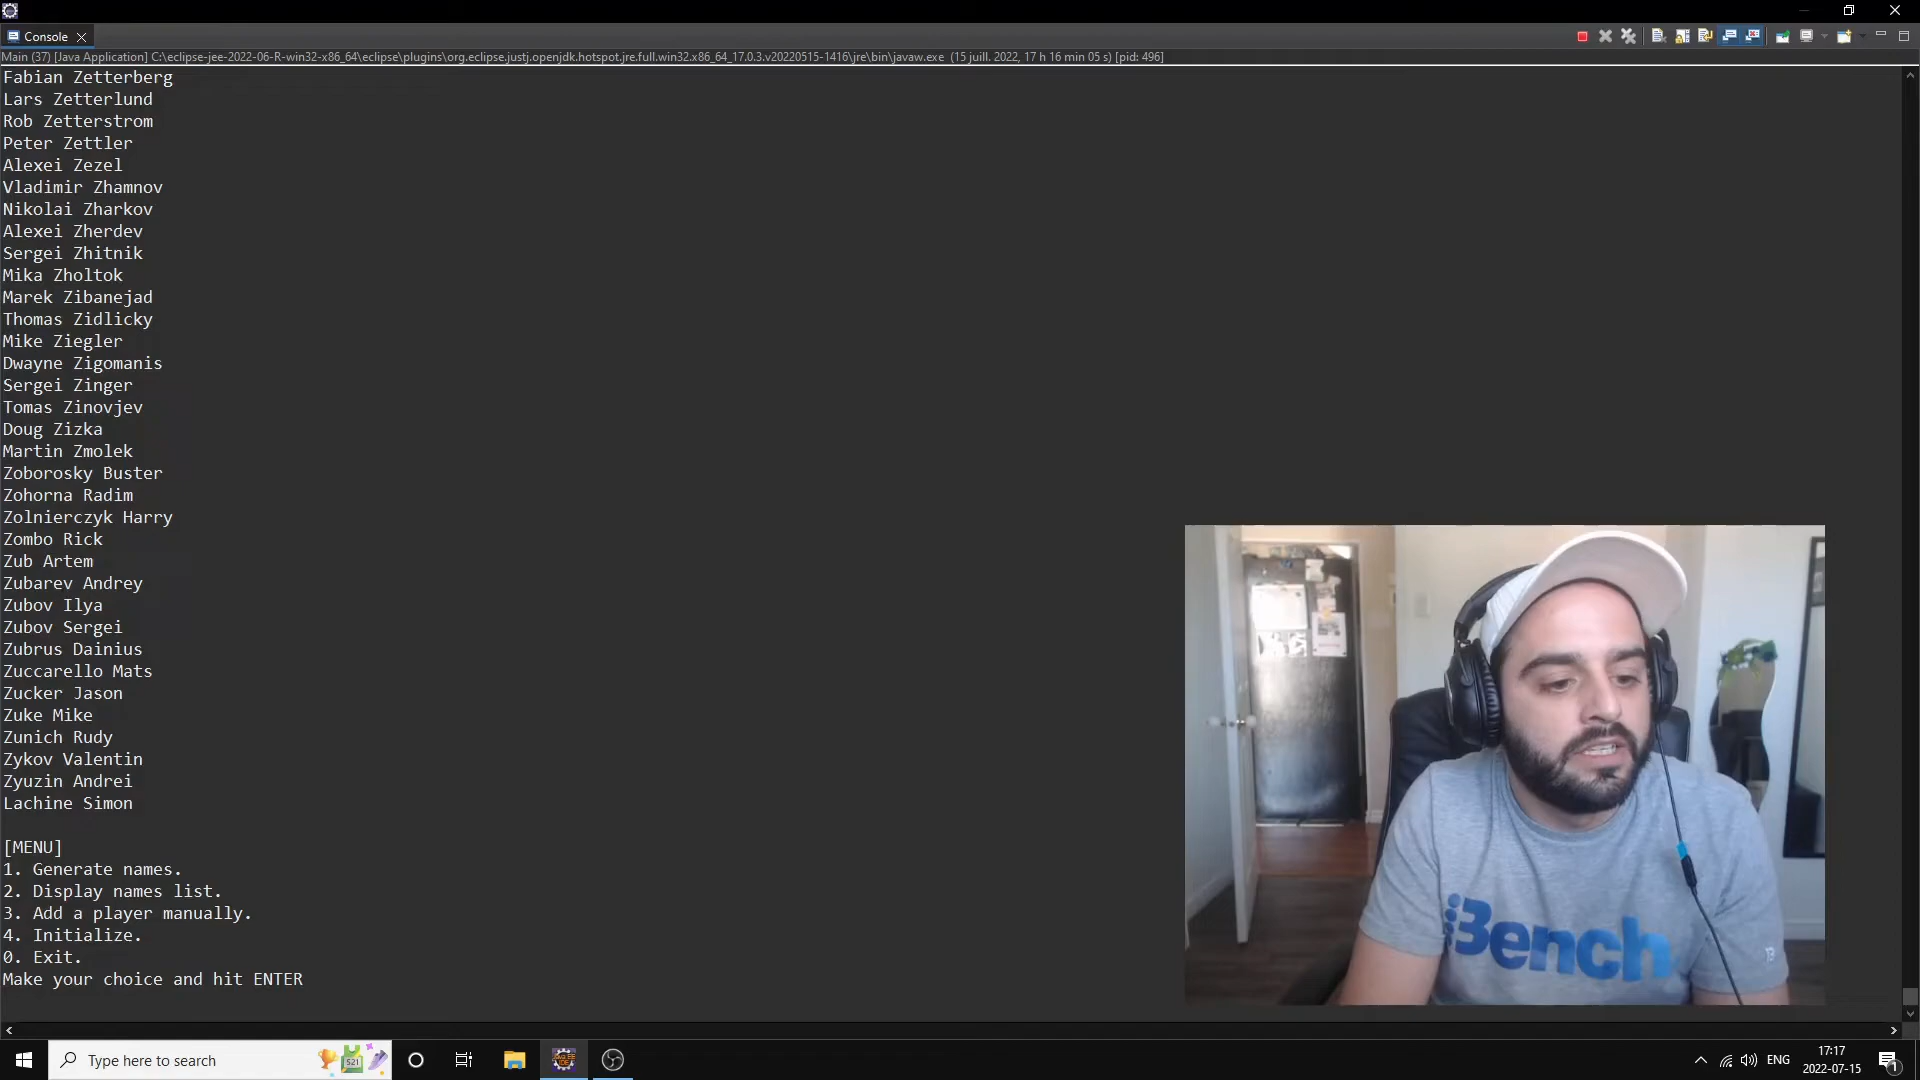 Console
Main (37) [Java Application] C:\eclipse-jee-2022-06-R-win32-x86_64\eclipse\plugins\org.eclipse.justj.openjdk.hotspot.jre.full.win32.x86_64_17.0.3.v20220515-1416\jre\bin\javaw.exe (15 juill. 2022, 17 h 16 min 05 s) [pid: 496]
Fabian Zetterberg
Lars Zetterlund
Rob Zetterstrom
Peter Zettler
Alexei Zezel
Vladimir Zhamnov
Nikolai Zharkov
Alexei Zherdev
Sergei Zhitnik
Mika Zholtok
Marek Zibanejad
Thomas Zidlicky
Mike Ziegler
Dwayne Zigomanis
Sergei Zinger
Tomas Zinovjev
Doug Zizka
Martin Zmolek
Zoborosky Buster
Zohorna Radim
Zolnierczyk Harry
Zombo Rick
Zub Artem
Zubarev Andrey
Zubov Ilya
Zubov Sergei
Zubrus Dainius
Zuccarello Mats
Zucker Jason
Zuke Mike
Zunich Rudy
Zykov Valentin
Zyuzin Andrei
Lachine Simon
[MENU]
1. Generate names.
2. Display names list.
3. Add a player manually.
4. Initialize.
0. Exit.
Make your choice and hit ENTER
Bench
Type here to search
521
ENG
17:17
2022-07-15
1